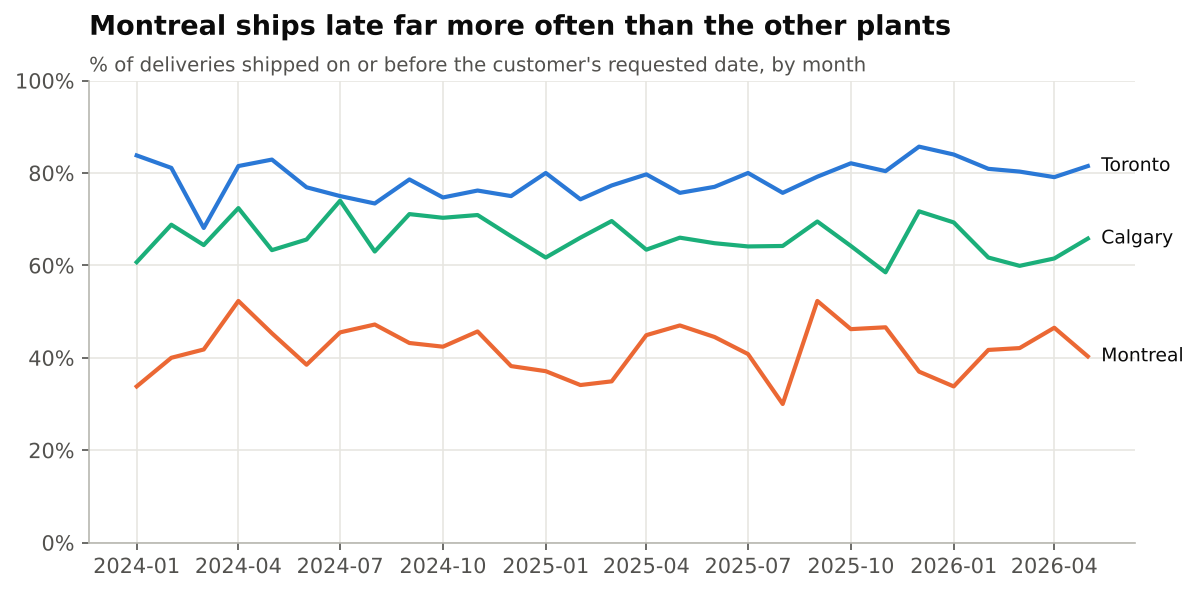 Montreal ships late far more often than the other plants
% of deliveries shipped on or before the customer's requested date, by month
100%
80%
60%
40%
20%
0%
Toronto
Calgary
Montreal
2024-01 2024-04 2024-07 2024-10 2025-01 2025-04 2025-07 2025-10 2026-01 2026-04